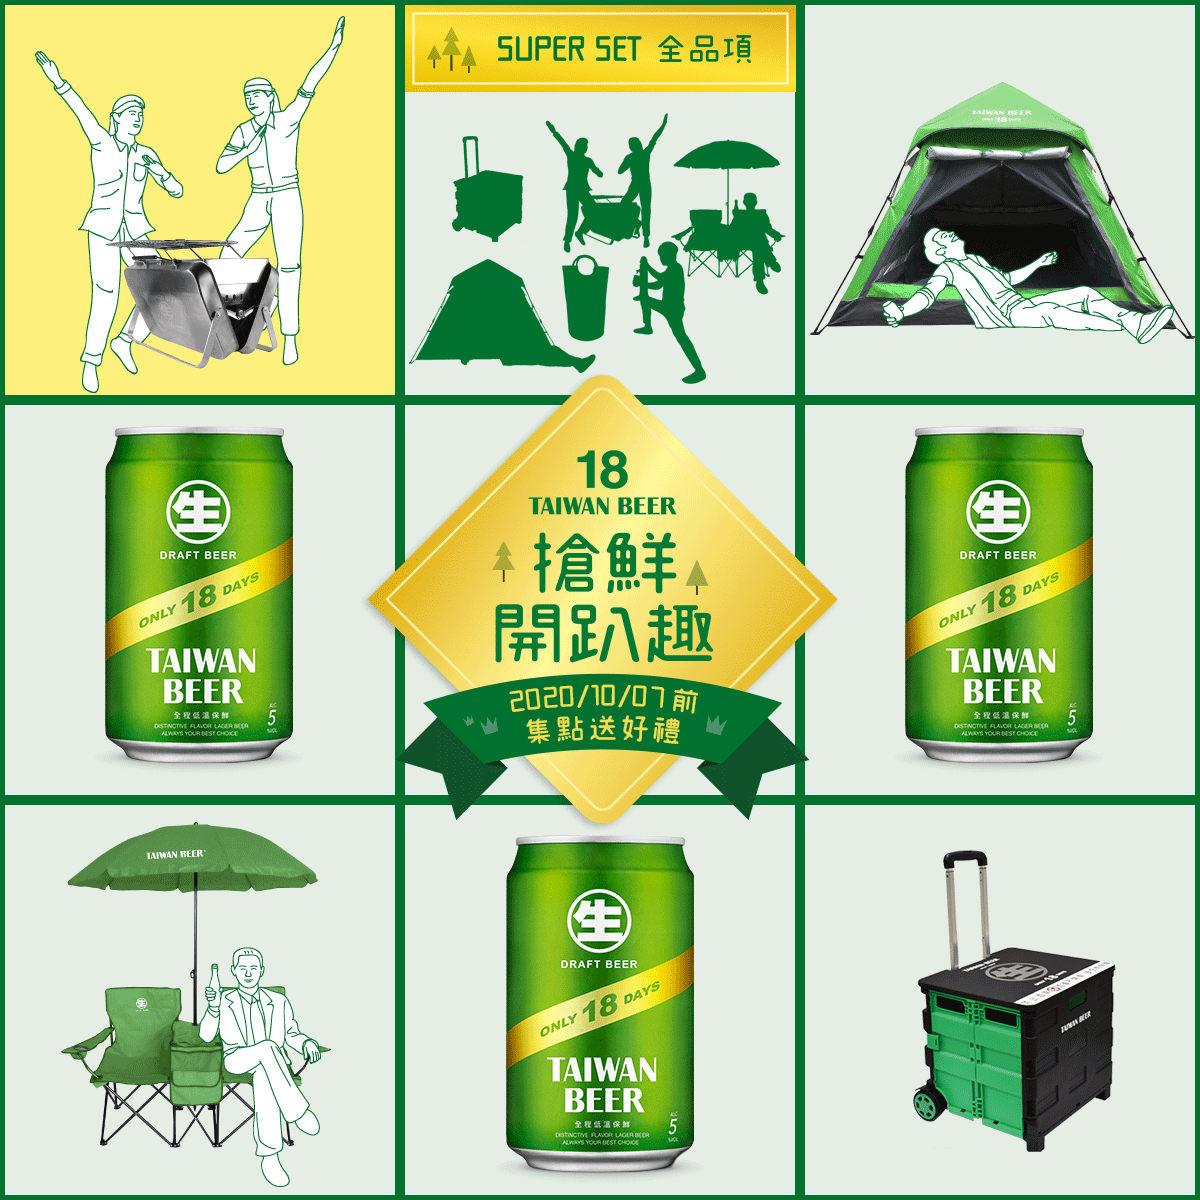 SUPER SET 全品項
TAIWAN BEER
ONLY 18 DAYS
生
DRAFT BEER
ONLY 18 DAYS
TAIWAN
BEER
全程低溫保鮮
DISTINCTIVE FLAVOR LAGER BEER
ALWAYS YOUR BEST CHOICE
ALC.
5
%VOL
18
TAIWAN BEER
搶鮮
開趴趣
2020/10/07前
集點送好禮
生
DRAFT BEER
ONLY 18 DAYS
TAIWAN
BEER
全程低溫保鮮
DISTINCTIVE FLAVOR LAGER BEER
ALWAYS YOUR BEST CHOICE
ALC.
5
%VOL
TAIWAN BEER
生
生
DRAFT BEER
ONLY 18 DAYS
TAIWAN
BEER
全程低溫保鮮
DISTINCTIVE FLAVOR LAGER BEER
ALWAYS YOUR BEST CHOICE
ALC.
5
%VOL
TAIWAN BEER
生
TAIWAN BEER